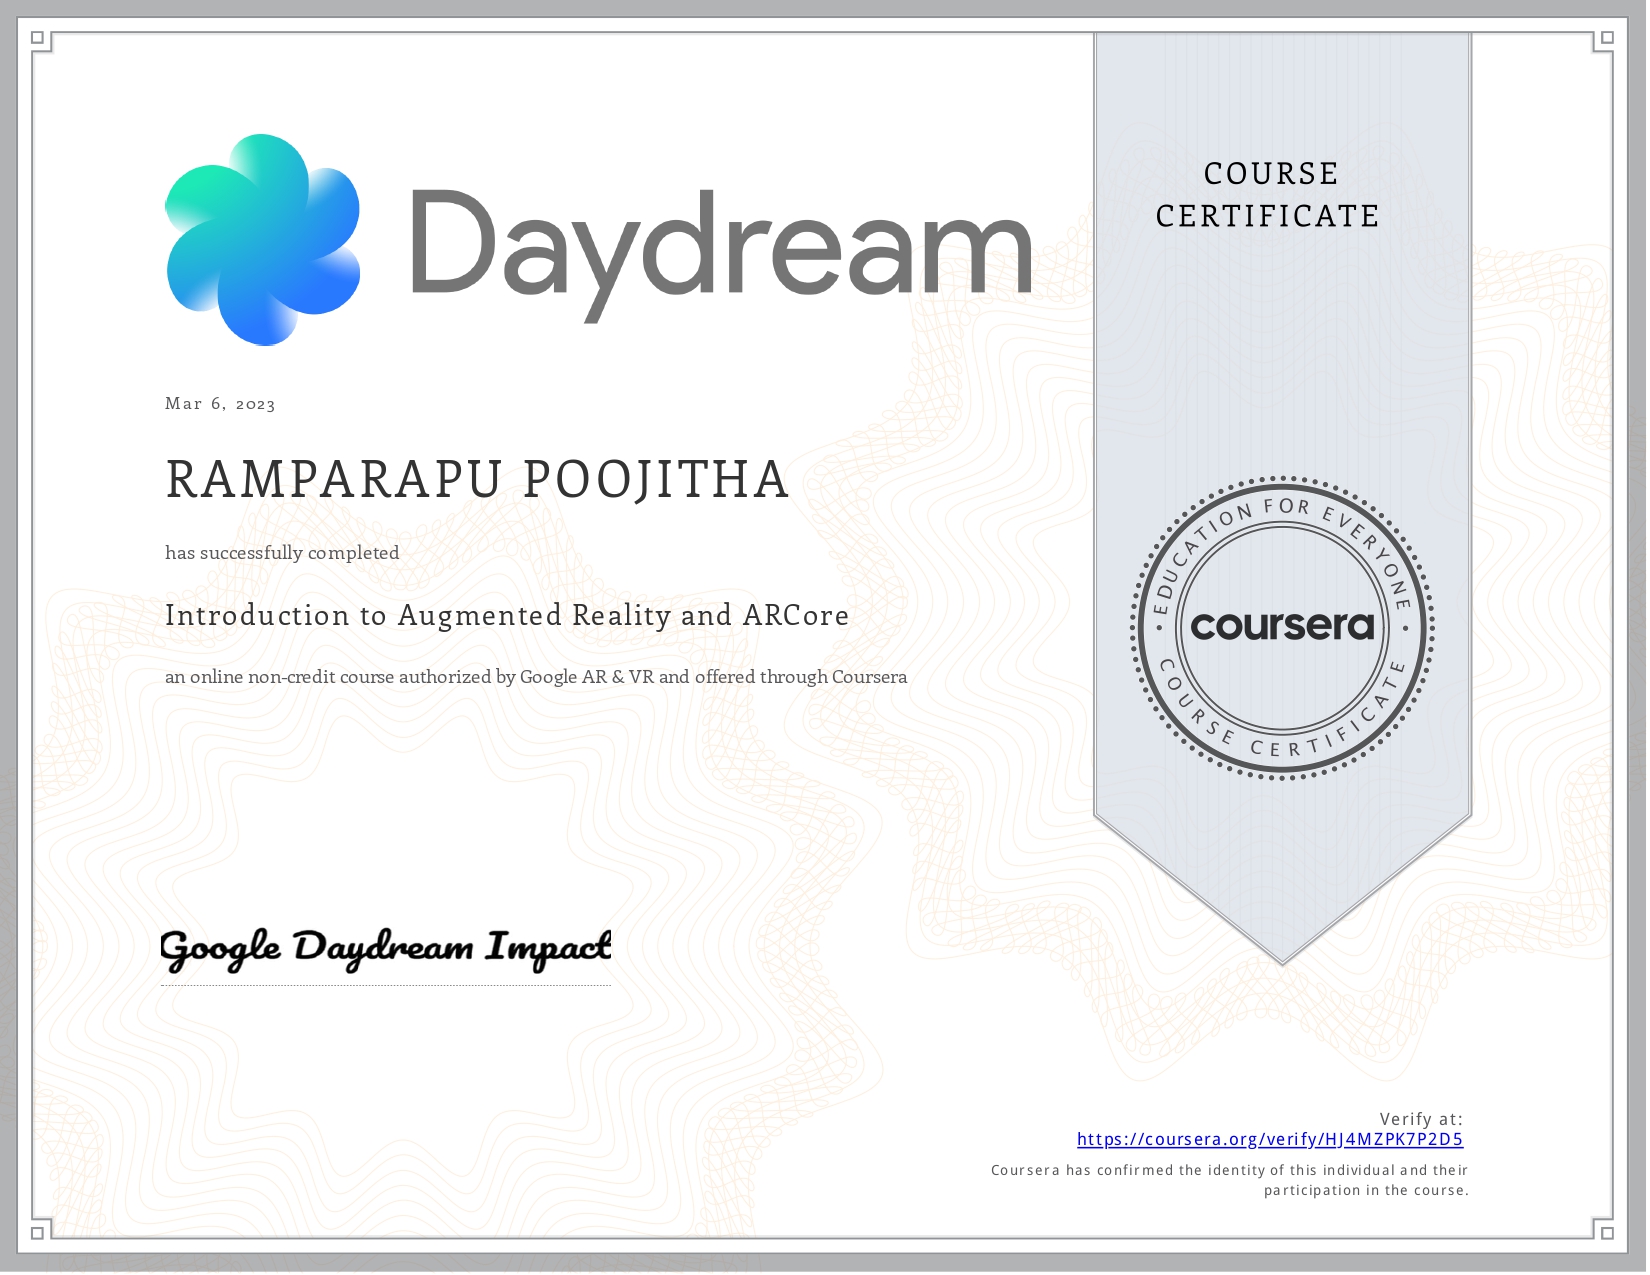 Daydream
COURSE
CERTIFICATE
Mar 6, 2023
RAMPARAPU POOJITHA
has successfully completed
Introduction to Augmented Reality and ARCore
an online non-credit course authorized by Google AR & VR and offered through Coursera
EDUCATION FOR EVERYONE
coursera
COURSE CERTIFICATE
Google Daydream Impact
Verify at:
https://coursera.org/verify/HJ4MZPK7P2D5
Coursera has confirmed the identity of this individual and their
participation in the course.